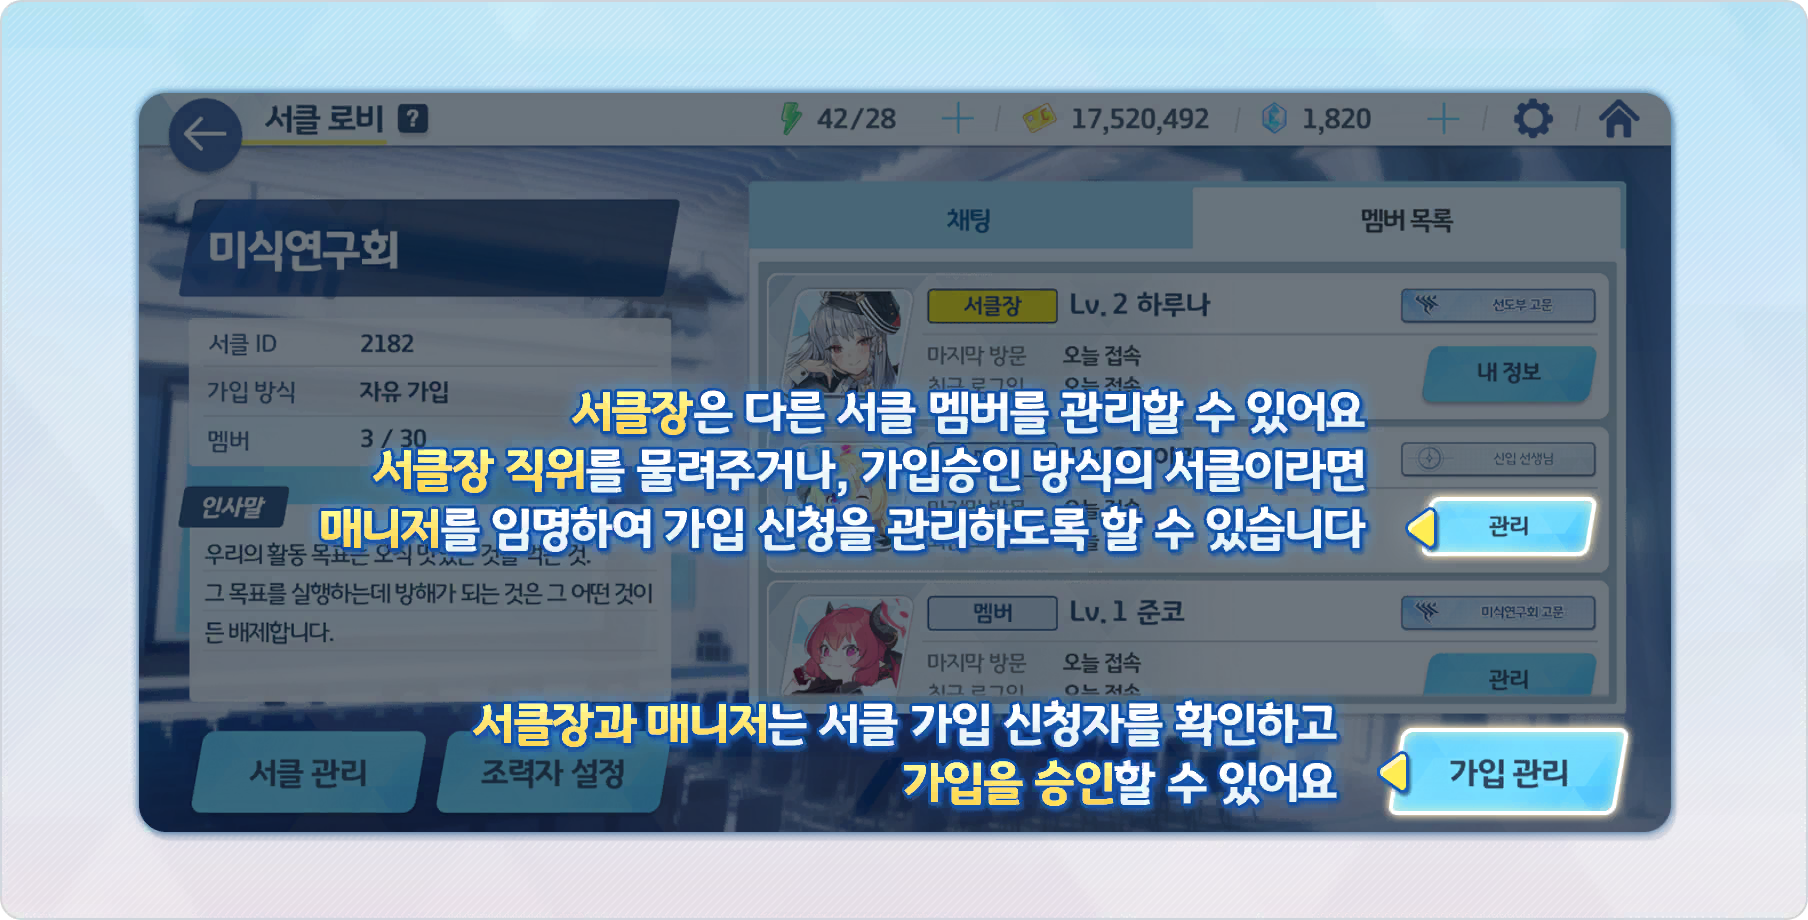 서클 로비 ?
42/28
17,520,492
1,820
미식연구회
서클 ID 2182
가입 방식 자유 가입
멤버 3 / 30
인사말
우리의 활동 목표는 오직 맛있는 것을 먹는 것.
그 목표를 실행하는데 방해가 되는 것은 그 어떤 것이
든 배제합니다.
서클 관리
조력자 설정
채팅
멤버 목록
서클장 Lv. 2 하루나
선도부 고문
마지막 방문 오늘 접속
최근 로그인 오늘 접속
내 정보
서클장은 다른 서클 멤버를 관리할 수 있어요
서클장 직위를 물려주거나, 가입승인 방식의 서클이라면
매니저를 임명하여 가입 신청을 관리하도록 할 수 있습니다
신입 선생님
관리
멤버 Lv. 1 준코
미식연구회 고문
마지막 방문 오늘 접속
최근 로그인 오늘 접속
관리
서클장과 매니저는 서클 가입 신청자를 확인하고
가입을 승인할 수 있어요
가입 관리